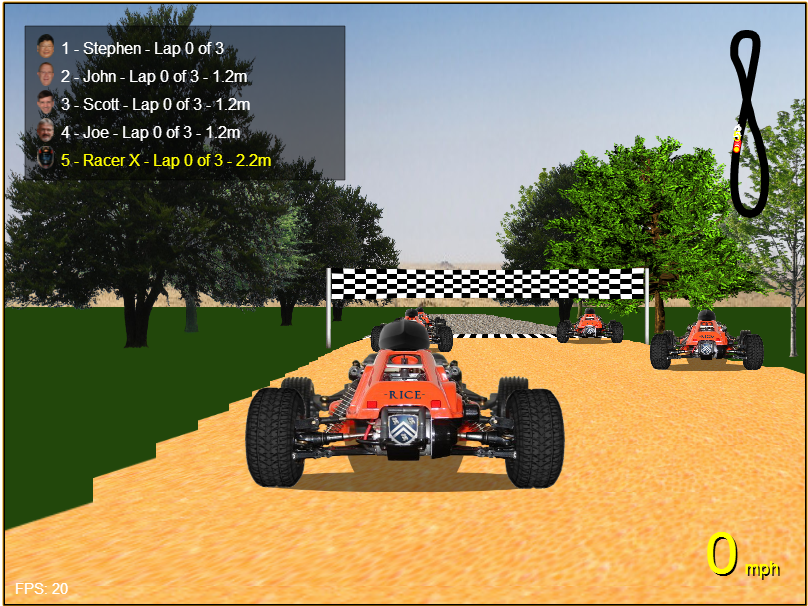 1 - Stephen - Lap 0 of 3
2 - John - Lap 0 of 3 - 1.2m
3 - Scott - Lap 0 of 3 - 1.2m
4 - Joe - Lap 0 of 3 - 1.2m
5 - Racer X - Lap 0 of 3 - 2.2m
-RICE-
RICE
0 mph
FPS: 20